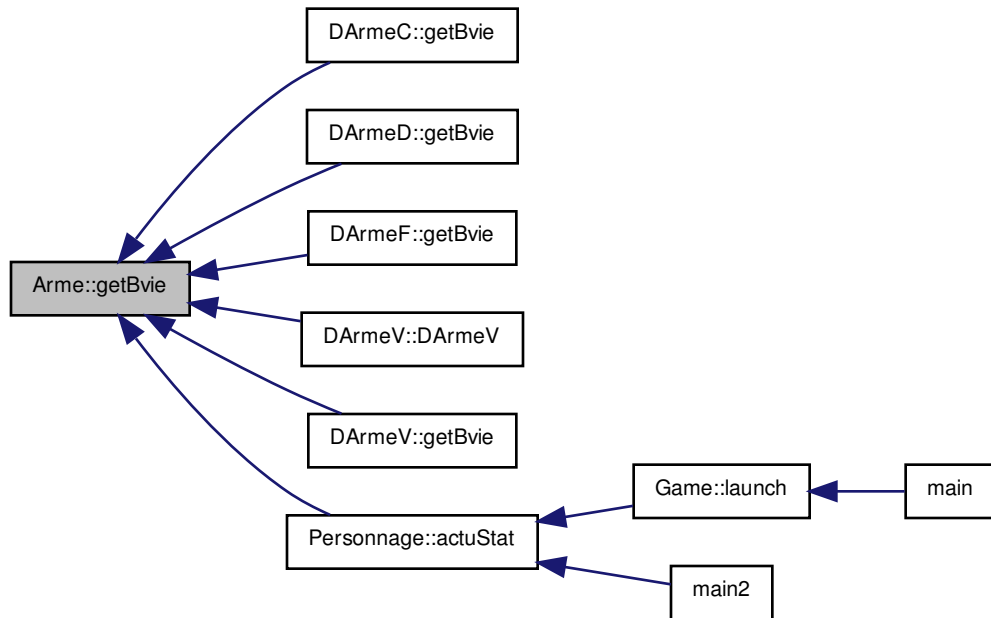 DArmeC::getBvie
DArmeD::getBvie
DArmeF::getBvie
Arme::getBvie
DArmeV::DArmeV
DArmeV::getBvie
Game::launch
main
Personnage::actuStat
main2